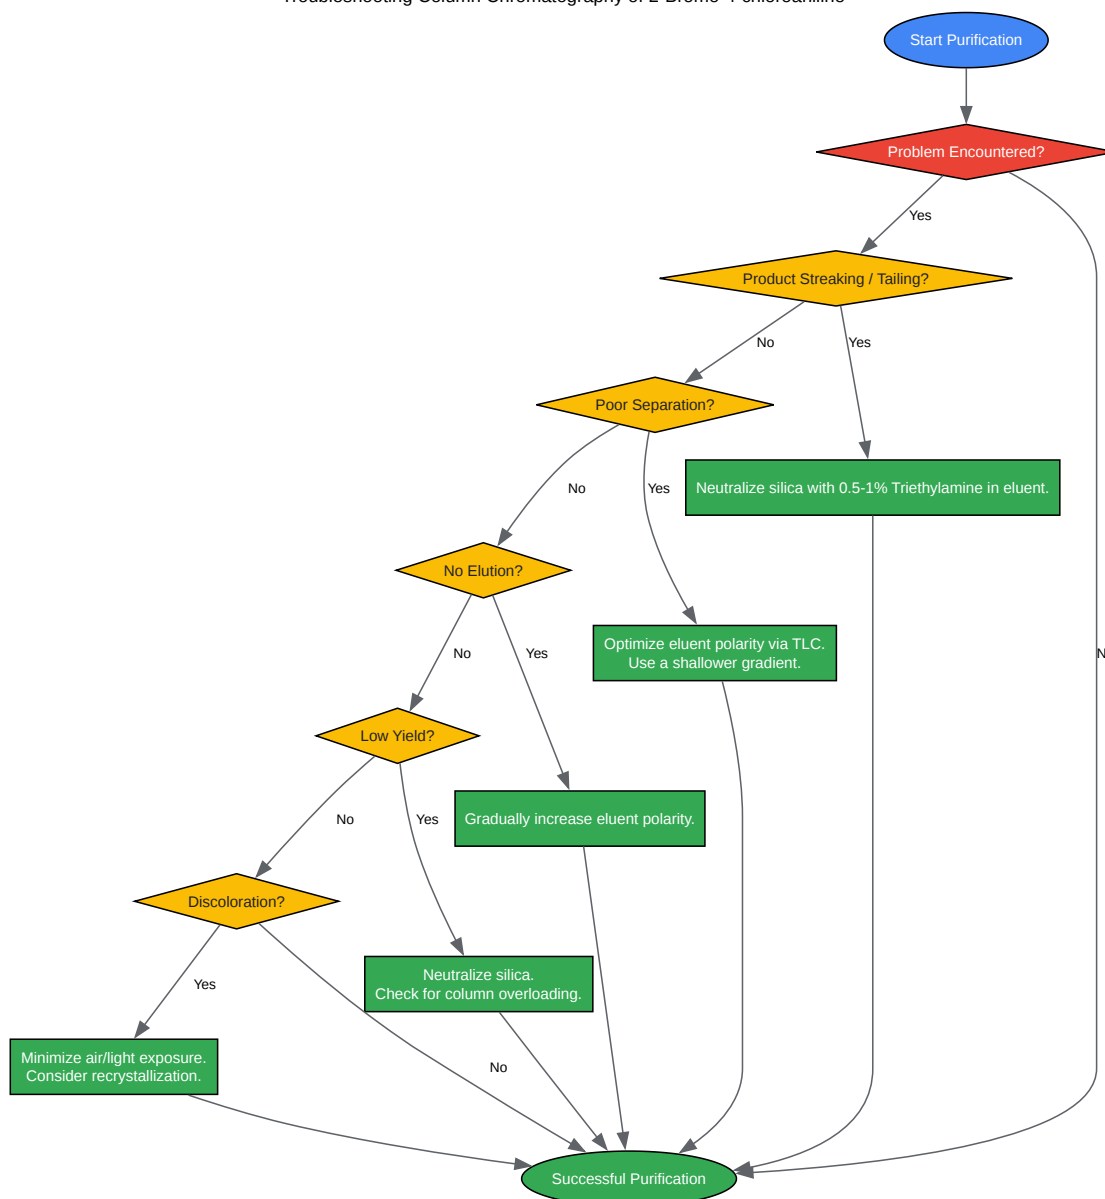 Start Purification
Problem Encountered?
Yes
Product Streaking / Tailing?
No
Yes
Poor Separation?
No
Yes
Neutralize silica with 0.5-1% Triethylamine in eluent.
No Elution?
No
Yes
Optimize eluent polarity via TLC.
Use a shallower gradient.
N
Low Yield?
No
Yes
Gradually increase eluent polarity.
Discoloration?
Yes
No
Neutralize silica.
Check for column overloading.
Minimize air/light exposure.
Consider recrystallization.
Successful Purification